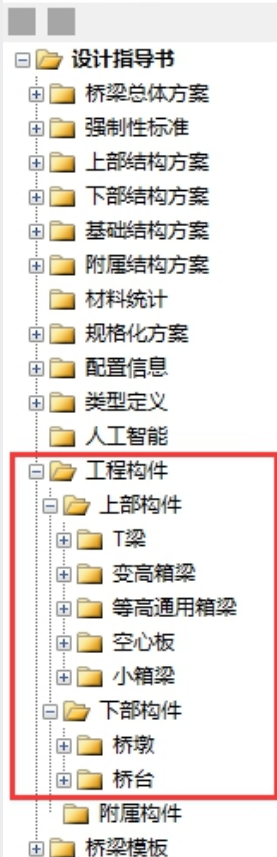 设计指导书
桥梁总体方案
强制性标准
上部结构方案
下部结构方案
基础结构方案
附属结构方案
材料统计
规格化方案
配置信息
类型定义
人工智能
工程构件
上部构件
T梁
变高箱梁
等高通用箱梁
空心板
小箱梁
下部构件
桥墩
桥台
附属构件
桥梁模板